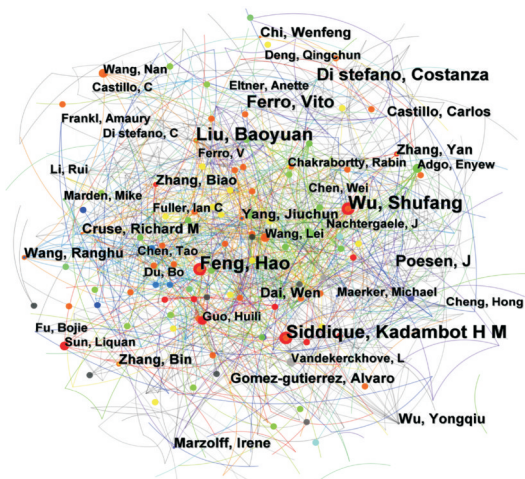 Chi, Wenfeng
Deng, Qingchun
Wang, Nan
Di stefano, Costanza
Castillo, C
Eltner, Anette
Ferro, Vito
Castillo, Carlos
Frankl, Amaury
Di stefano, C
Liu, Baoyuan
Zhang, Yan
Ferro, V
Chakrabortty, Rabin
Adgo, Enyew
Li, Rui
Zhang, Biao
Chen, Wei
Marden, Mike
Fuller, Ian C
Wu, Shufang
Yang, Jiuchun
Nachtergaele, J
Cruse, Richard M
Wang, Lei
Chen, Tao
Wang, Ranghu
Feng, Hao
Poesen, J
Du, Bo
Dai, Wen
Maerker, Michael
Cheng, Hong
Guo, Huili
Fu, Bojie
Sun, Liquan
Siddique, Kadambot H M
Zhang, Bin
Vandekerckhove, L
Gomez-gutierrez, Alvaro
Wu, Yongqiu
Marzolff, Irene